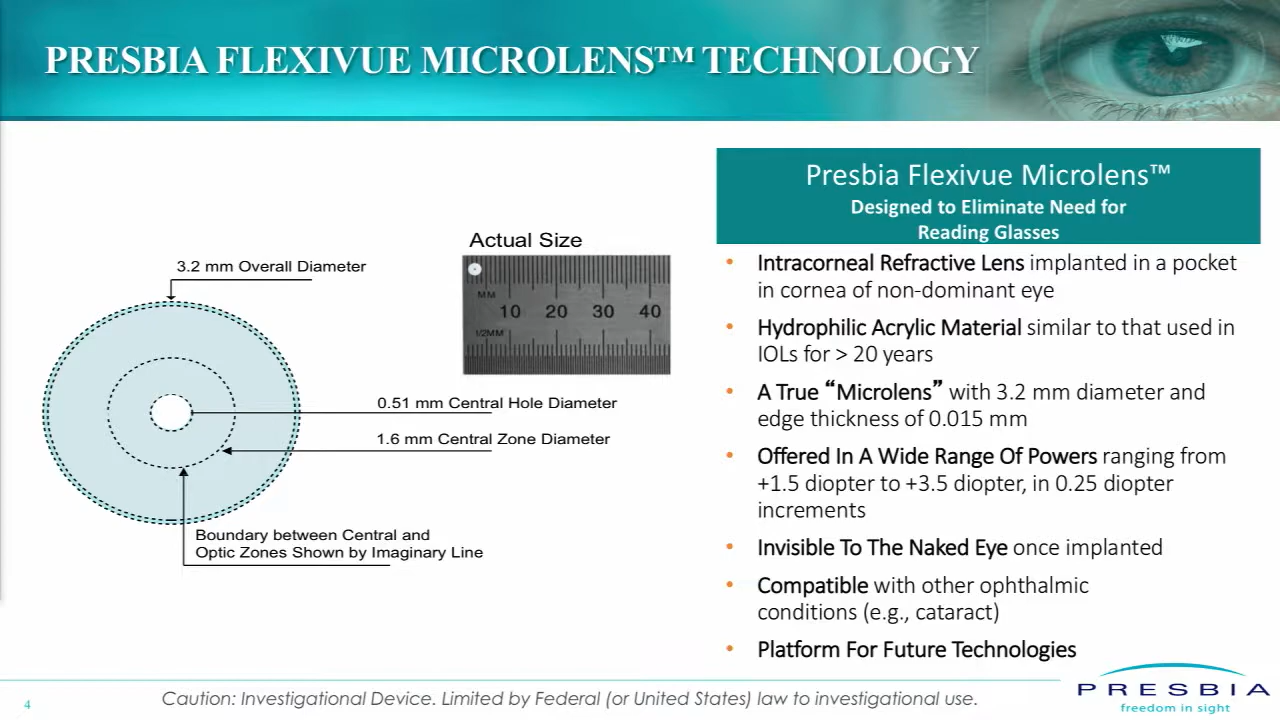 PRESBIA FLEXIVUE MICROLENS™ TECHNOLOGY
Actual Size
3.2 mm Overall Diameter
MM
10 20 30 40
1/2MM
0.51 mm Central Hole Diameter
1.6 mm Central Zone Diameter
Boundary between Central and
Optic Zones Shown by Imaginary Line
Presbia Flexivue Microlens™
Designed to Eliminate Need for
Reading Glasses
• Intracorneal Refractive Lens implanted in a pocket
in cornea of non-dominant eye
• Hydrophilic Acrylic Material similar to that used in
IOLs for > 20 years
• A True “Microlens” with 3.2 mm diameter and
edge thickness of 0.015 mm
• Offered In A Wide Range Of Powers ranging from
+1.5 diopter to +3.5 diopter, in 0.25 diopter
increments
• Invisible To The Naked Eye once implanted
• Compatible with other ophthalmic
conditions (e.g., cataract)
• Platform For Future Technologies
4
Caution: Investigational Device. Limited by Federal (or United States) law to investigational use.
PRESBIA
freedom in sight